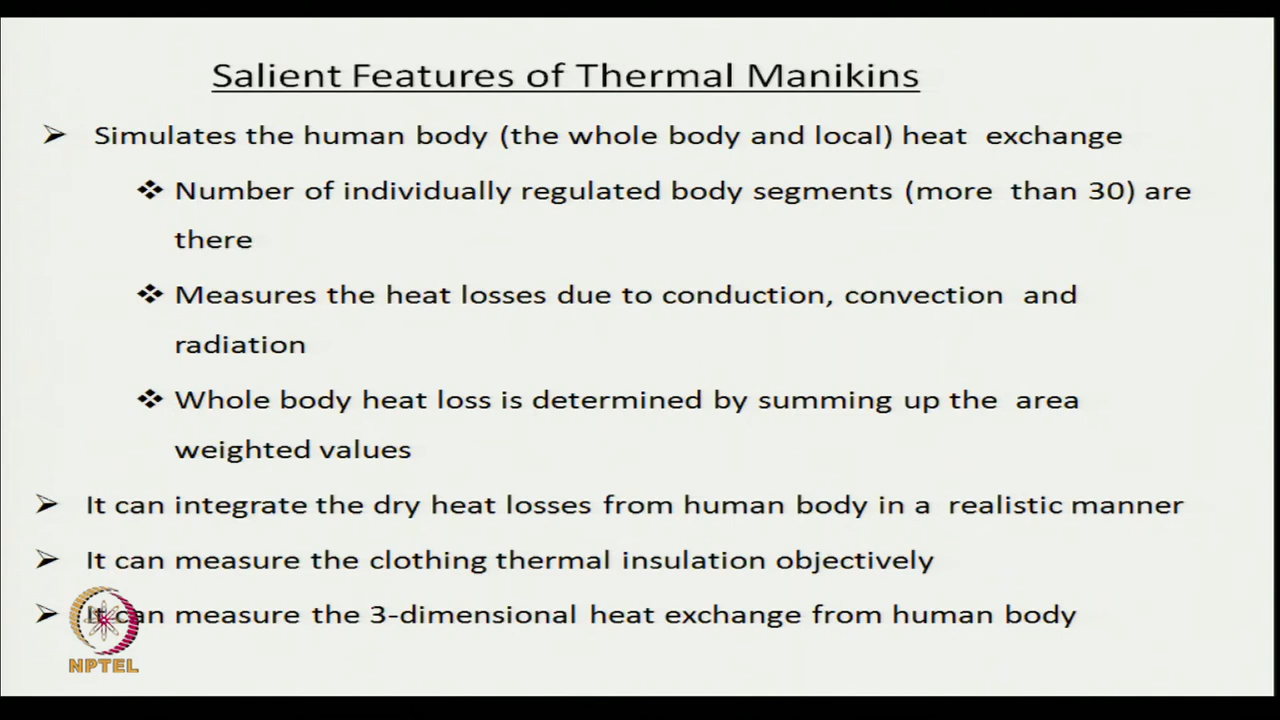 Salient Features of Thermal Manikins
➢ Simulates the human body (the whole body and local) heat exchange
❖ Number of individually regulated body segments (more than 30) are
there
❖ Measures the heat losses due to conduction, convection and
radiation
❖ Whole body heat loss is determined by summing up the area
weighted values
➢ It can integrate the dry heat losses from human body in a realistic manner
➢ It can measure the clothing thermal insulation objectively
➢ It can measure the 3-dimensional heat exchange from human body
NPTEL